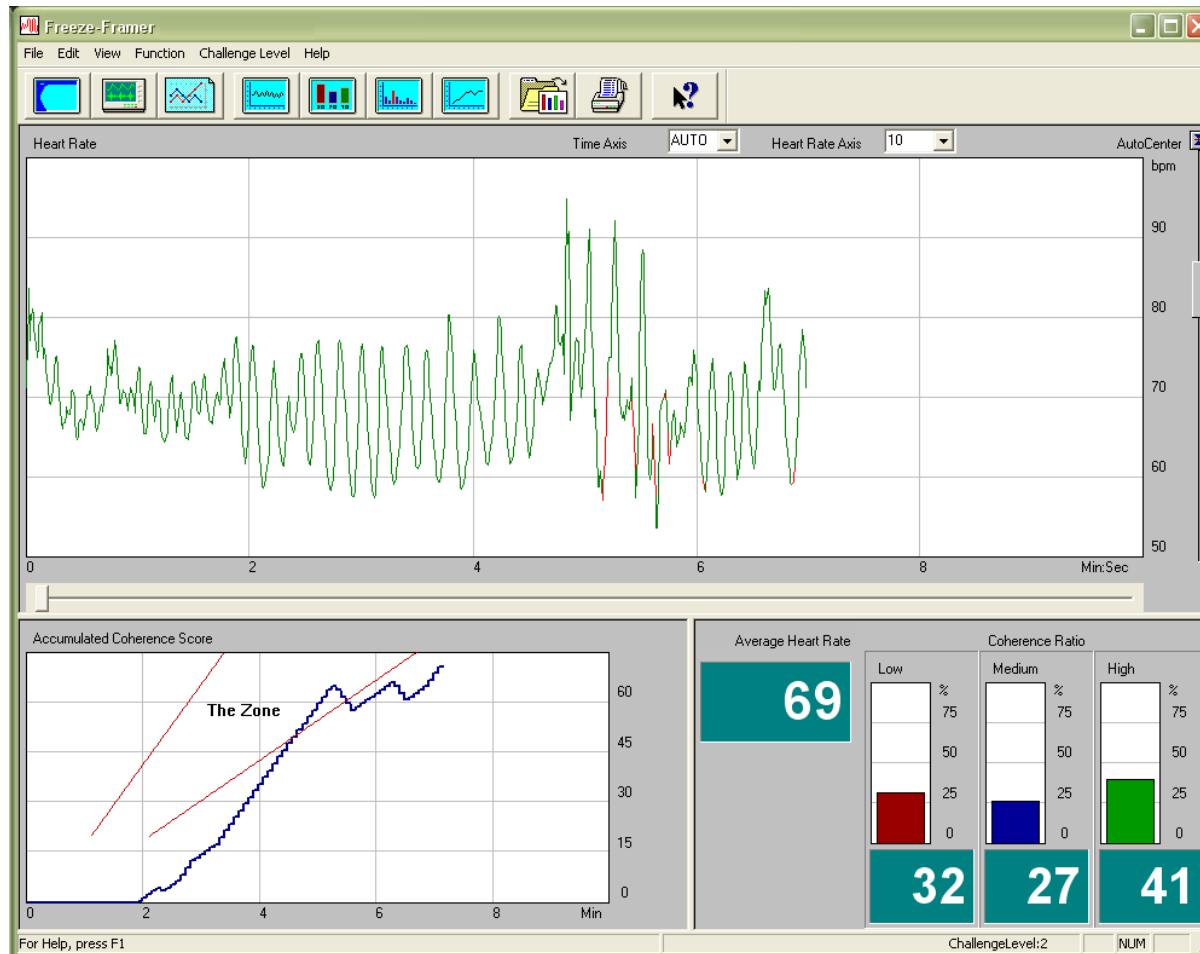 Freeze-Framer
File Edit View Function Challenge Level Help
Heart Rate Time Axis AUTO Heart Rate Axis 10 AutoCenter
bpm
90
80
70
60
50
0 2 4 6 8 Min:Sec
Accumulated Coherence Score
The Zone
60
45
30
15
0
0 2 4 6 Min
Average Heart Rate
69
Coherence Ratio
Low Medium High
% % %
75 75 75
50 50 50
25 25 25
0 0 0
32 27 41
For Help, press F1 ChallengeLevel:2 NUM